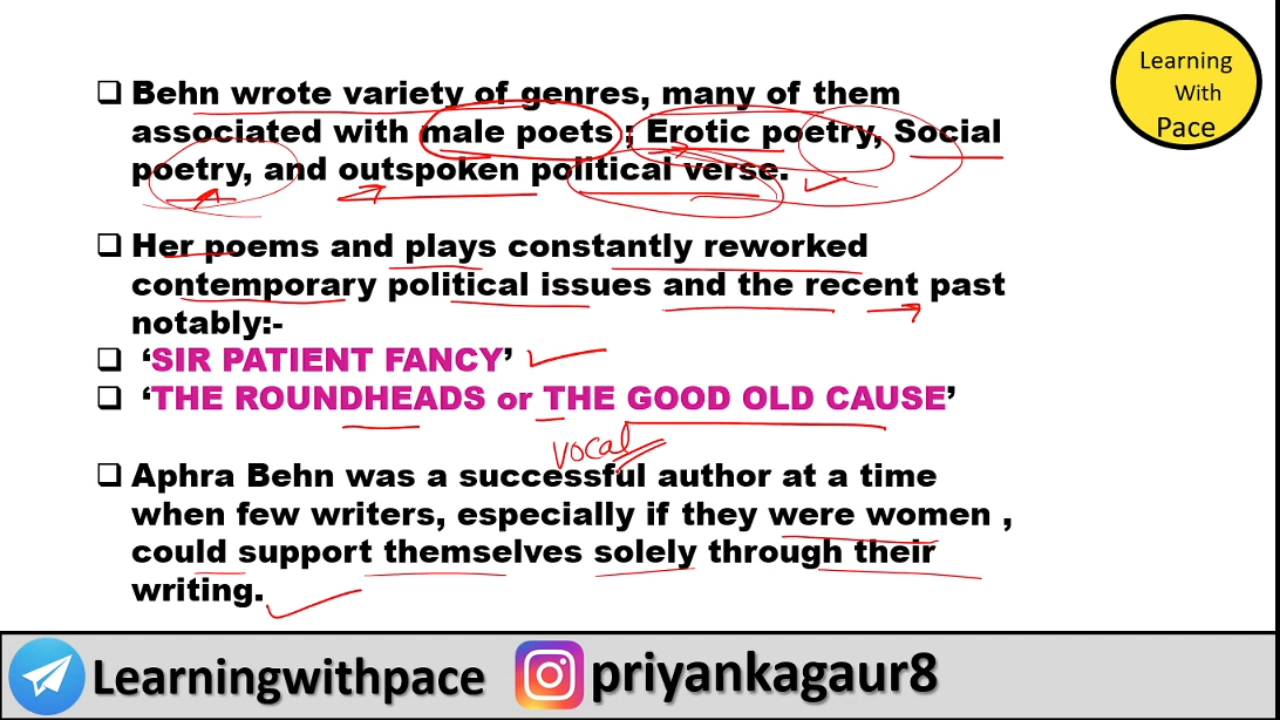 Learning
With
Pace
Behn wrote variety of genres, many of them
associated with male poets ; Erotic poetry, Social
poetry, and outspoken political verse.
Her poems and plays constantly reworked
contemporary political issues and the recent past
notably:-
‘SIR PATIENT FANCY’
‘THE ROUNDHEADS or THE GOOD OLD CAUSE’
vocal
Aphra Behn was a successful author at a time
when few writers, especially if they were women ,
could support themselves solely through their
writing.
Learningwithpace
priyankagaur8